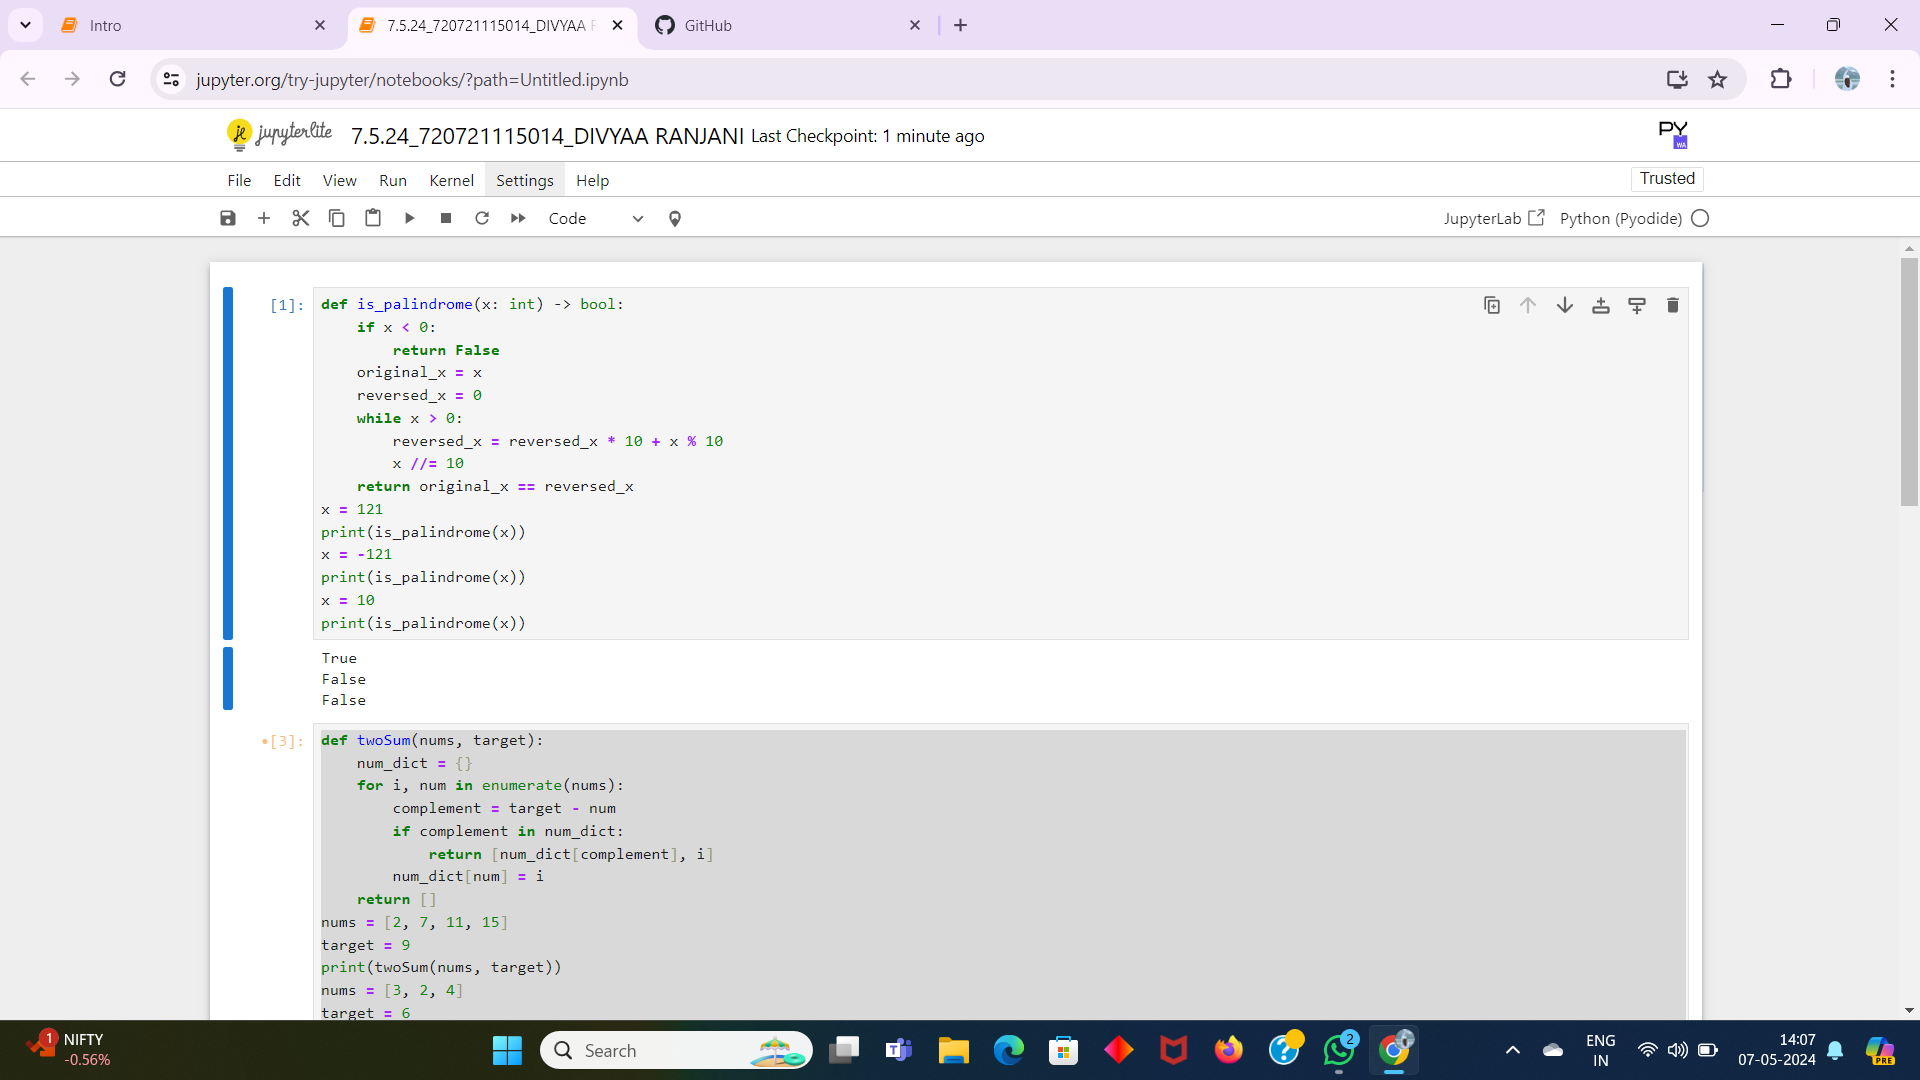 Intro
7.5.24_720721115014_DIVYAA
GitHub
jupyter.org/try-jupyter/notebooks/?path=Untitled.ipynb
jupyterlite 7.5.24_720721115014_DIVYAA RANJANI Last Checkpoint: 1 minute ago
PY
WA
File Edit View Run Kernel Settings Help
Trusted
Code
JupyterLab Python (Pyodide)
[1]:
def is_palindrome(x: int) -> bool:
    if x < 0:
        return False
    original_x = x
    reversed_x = 0
    while x > 0:
        reversed_x = reversed_x * 10 + x % 10
        x //= 10
    return original_x == reversed_x
x = 121
print(is_palindrome(x))
x = -121
print(is_palindrome(x))
x = 10
print(is_palindrome(x))
True
False
False
•[3]:
def twoSum(nums, target):
    num_dict = {}
    for i, num in enumerate(nums):
        complement = target - num
        if complement in num_dict:
            return [num_dict[complement], i]
        num_dict[num] = i
    return []
nums = [2, 7, 11, 15]
target = 9
print(twoSum(nums, target))
nums = [3, 2, 4]
target = 6
1
NIFTY
-0.56%
Search
2
ENG
IN
14:07
07-05-2024
PRE